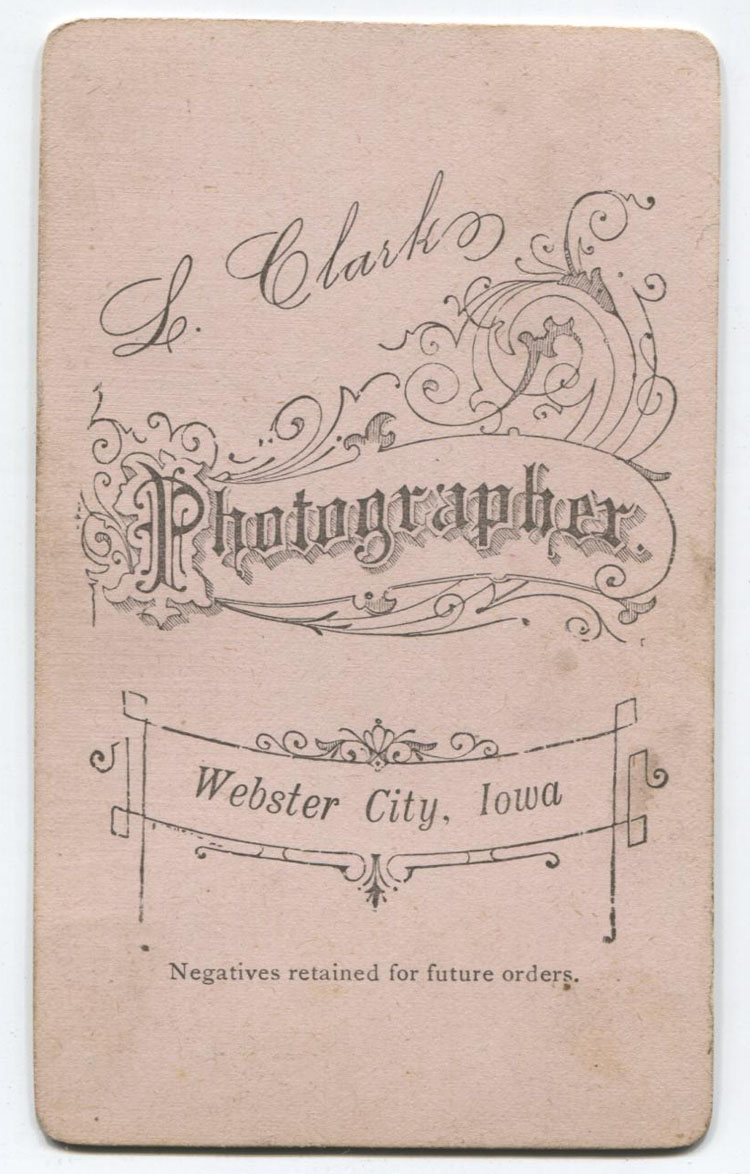 L. Clark
Photographer.
Webster City, Iowa
Negatives retained for future orders.